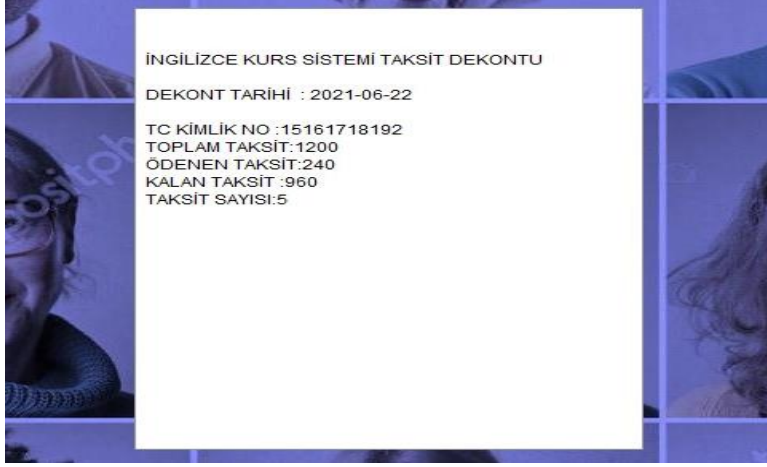 İNGİLİZCE KURS SİSTEMİ TAKSİT DEKONTU
DEKONT TARİHİ : 2021-06-22
TC KİMLİK NO :15161718192
TOPLAM TAKSİT:1200
ÖDENEN TAKSİT:240
KALAN TAKSİT :960
TAKSİT SAYISI:5